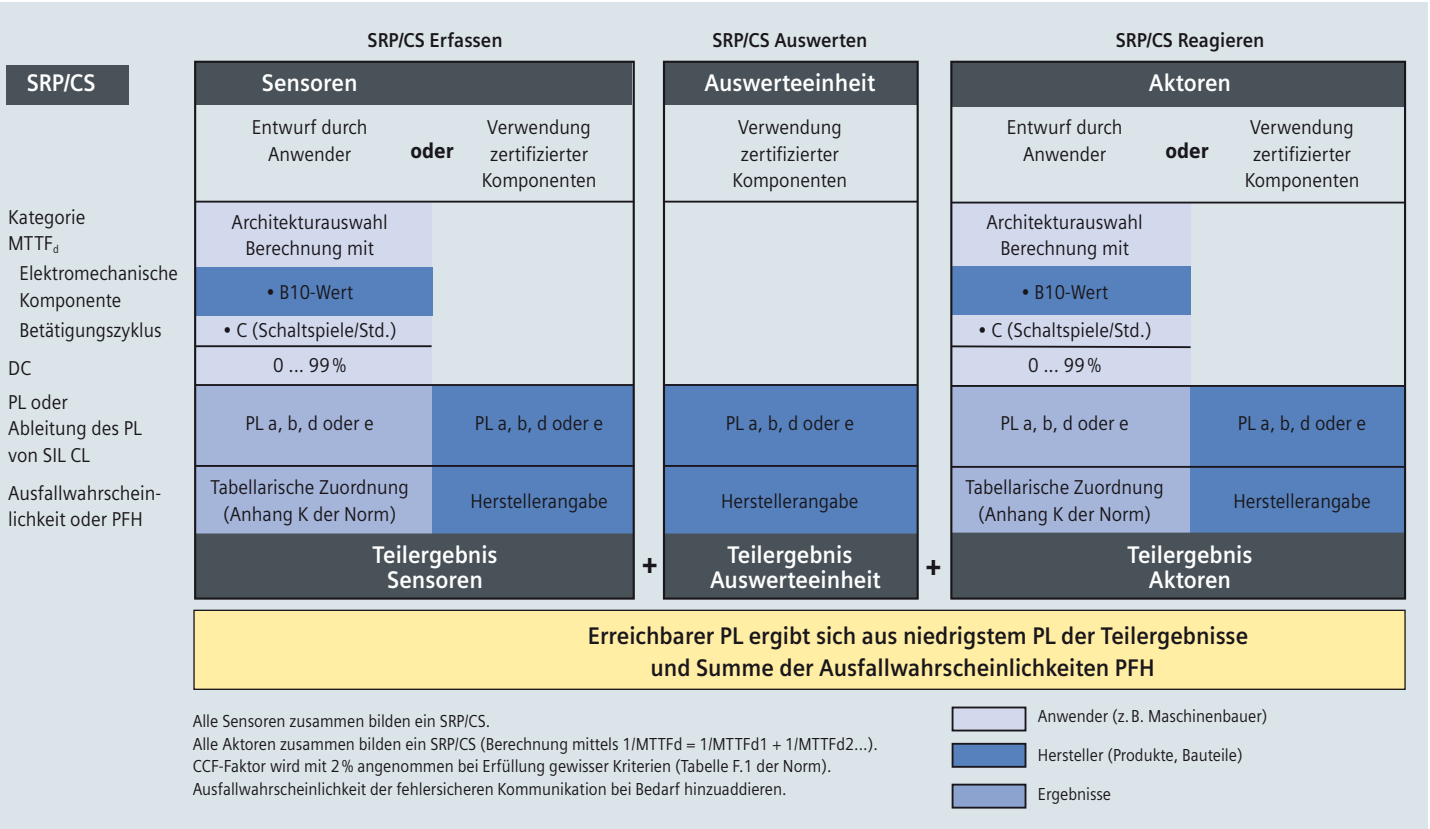 SRP/CS Erfassen
SRP/CS Auswerten
SRP/CS Reagieren
SRP/CS
Sensoren
Auswerteeinheit
Aktoren
Entwurf durch
Anwender
oder
Verwendung
zertifizierter
Komponenten
Verwendung
zertifizierter
Komponenten
Entwurf durch
Anwender
oder
Verwendung
zertifizierter
Komponenten
Kategorie
MTTFd
Architekturauswahl
Berechnung mit
Architekturauswahl
Berechnung mit
Elektromechanische
Komponente
• B10-Wert
• B10-Wert
Betätigungszyklus
• C (Schaltspiele/Std.)
• C (Schaltspiele/Std.)
DC
0 ... 99 %
0 ... 99 %
PL oder
Ableitung des PL
von SIL CL
PL a, b, d oder e
PL a, b, d oder e
PL a, b, d oder e
PL a, b, d oder e
PL a, b, d oder e
Ausfallwahrschein-
lichkeit oder PFH
Tabellarische Zuordnung
(Anhang K der Norm)
Herstellerangabe
Herstellerangabe
Tabellarische Zuordnung
(Anhang K der Norm)
Herstellerangabe
Teilergebnis
Sensoren
+
Teilergebnis
Auswerteeinheit
+
Teilergebnis
Aktoren
Erreichbarer PL ergibt sich aus niedrigstem PL der Teilergebnisse
und Summe der Ausfallwahrscheinlichkeiten PFH
Alle Sensoren zusammen bilden ein SRP/CS.
Alle Aktoren zusammen bilden ein SRP/CS (Berechnung mittels 1/MTTFd = 1/MTTFd1 + 1/MTTFd2...).
CCF-Faktor wird mit 2 % angenommen bei Erfüllung gewisser Kriterien (Tabelle F.1 der Norm).
Ausfallwahrscheinlichkeit der fehlersicheren Kommunikation bei Bedarf hinzuaddieren.
Anwender (z. B. Maschinenbauer)
Hersteller (Produkte, Bauteile)
Ergebnisse